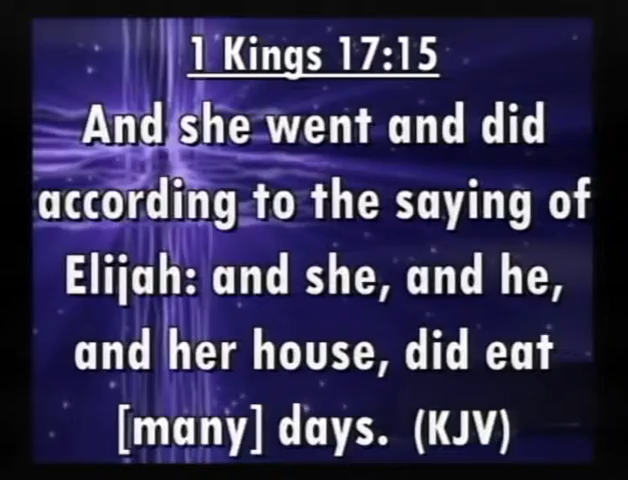 1 Kings 17:15
And she went and did
according to the saying of
Elijah: and she, and he,
and her house, did eat
[many] days. (KJV)